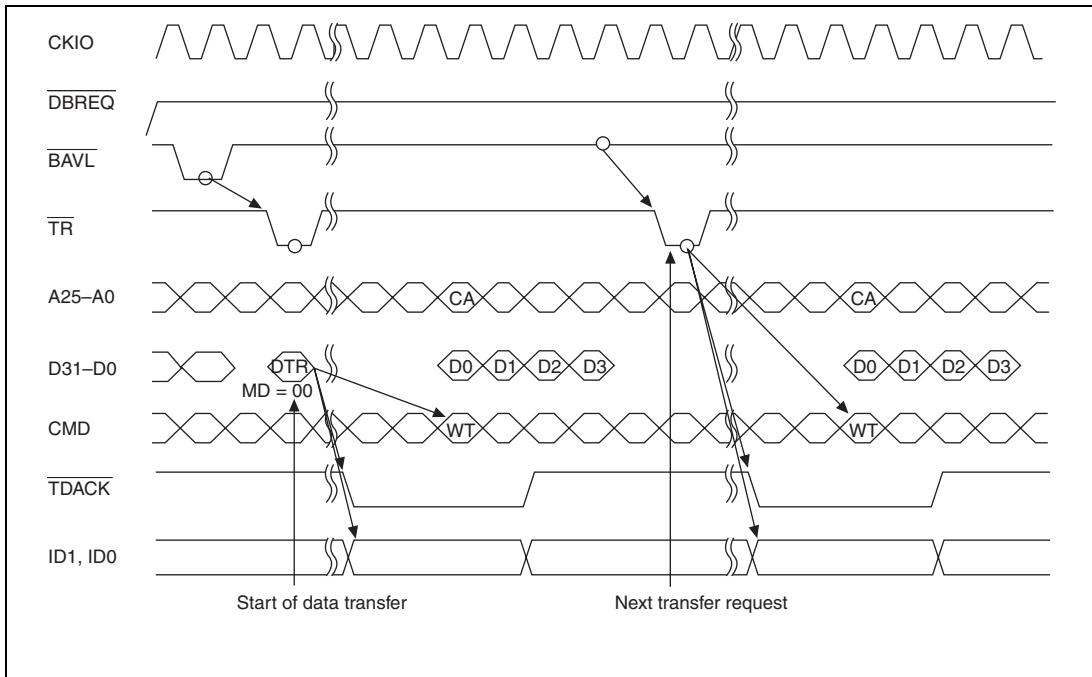 CKIO
DBREQ
BAVL
TR
A25–A0 CA CA
D31–D0 DTR D0 D1 D2 D3 D0 D1 D2 D3
MD = 00
CMD WT WT
TDACK
ID1, ID0
Start of data transfer Next transfer request